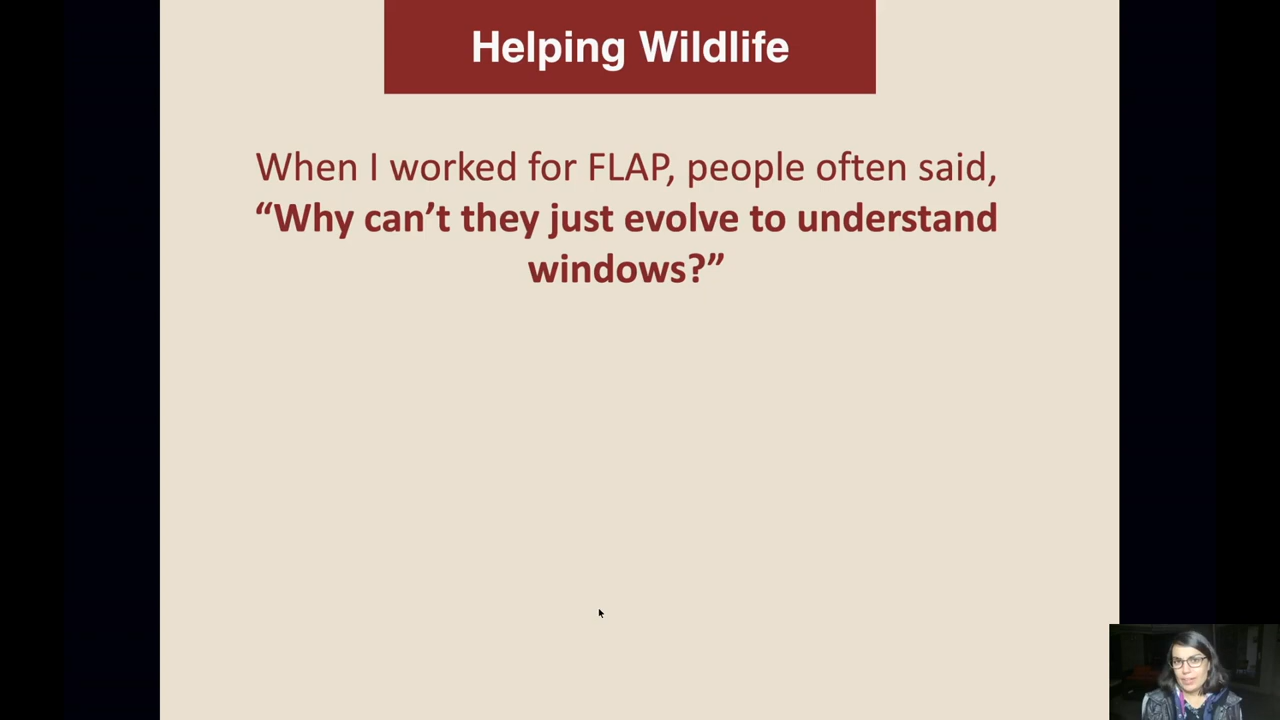 Helping Wildlife
When I worked for FLAP, people often said,
“Why can’t they just evolve to understand
windows?”